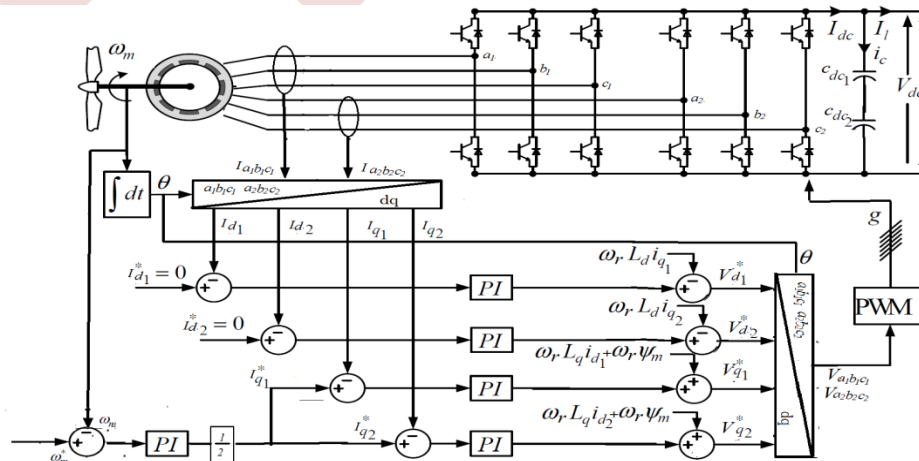 I_dc I_l
ω_m
a_1
i_c
b_1
c_dc1
V_dc
c_1
a_2
c_dc2
b_2
c_2
I_a1b1c1 I_a2b2c2
∫dt θ
a_1b_1c_1 a_2b_2c_2
dq
g
I_d1 I_d2 I_q1 I_q2
ω_r L_d i_q1
θ
I*_d1 = 0
PI
V*_d1
a_1b_1c_1 a_2b_2c_2
PWM
ω_r L_d i_q2
I*_d2 = 0
PI
V*_d2
ω_r L_q i_d1 + ω_r ψ_m
I*_q1
PI
V*_q1
V_a1b1c1
V_a2b2c2
ω_r L_q i_d2 + ω_r ψ_m
dq
ω_m
I*_q2
PI
1/2
PI
V*_q2
ω*_m